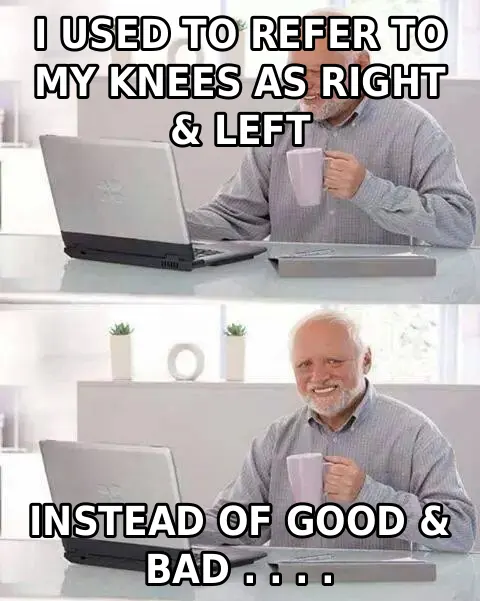 I USED TO REFER TO
MY KNEES AS RIGHT
& LEFT
INSTEAD OF GOOD &
BAD . . . .